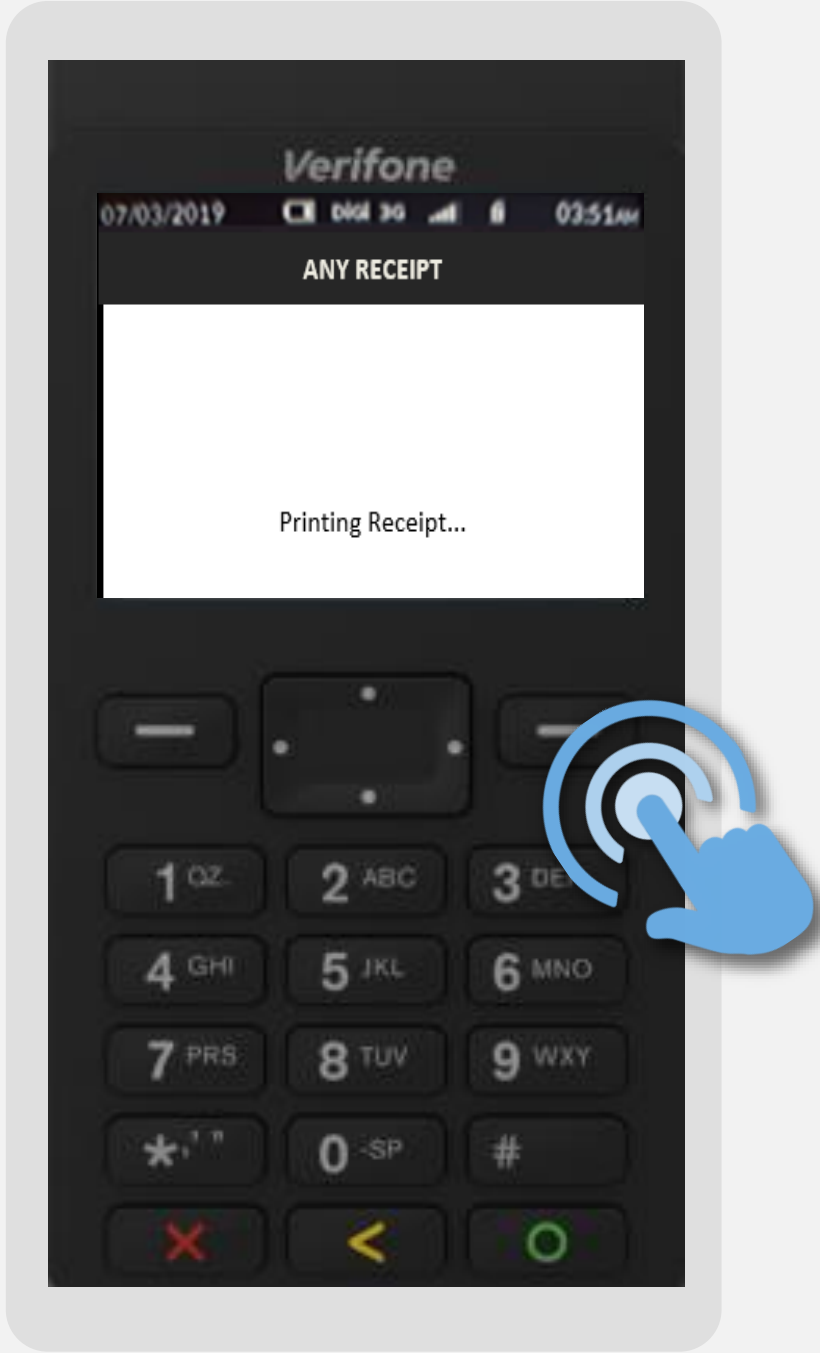 Verifone
07/03/2019 DIGI 3G 03:51AM
ANY RECEIPT
Printing Receipt...
1 QZ. 2 ABC 3
4 GHI 5 JKL 6 MNO
7 PRS 8 TUV 9 WXY
*,' " 0 -SP #